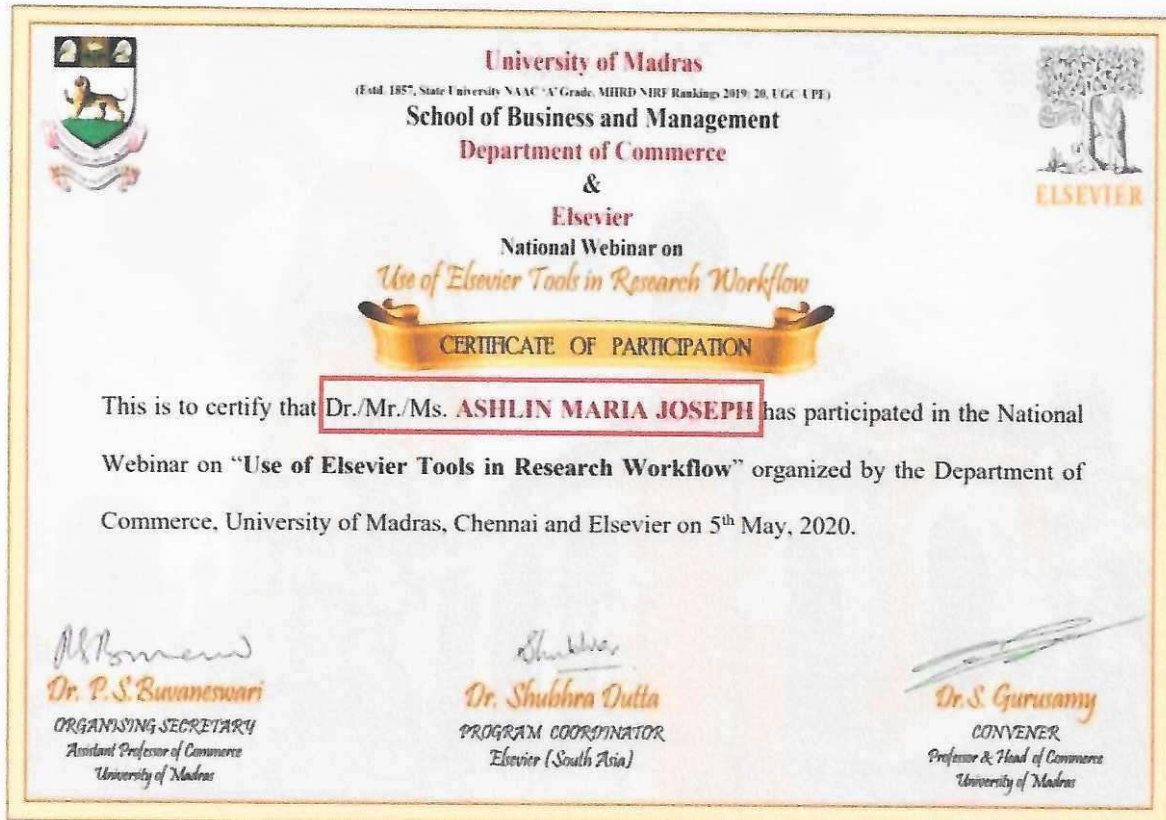 University of Madras
(Estd. 1857, State University NAAC 'A' Grade, MHRD NIRF Rankings 2019: 20, UGC-UPE)
School of Business and Management
Department of Commerce
&
Elsevier
ELSEVIER
National Webinar on
Use of Elsevier Tools in Research Workflow
CERTIFICATE OF PARTICIPATION
This is to certify that Dr./Mr./Ms. ASHLIN MARIA JOSEPH has participated in the National
Webinar on “Use of Elsevier Tools in Research Workflow” organized by the Department of
Commerce, University of Madras, Chennai and Elsevier on 5th May, 2020.
Dr. P. S. Buvaneswari
ORGANISING SECRETARY
Assistant Professor of Commerce
University of Madras
Shubhra
Dr. Shubhra Dutta
PROGRAM COORDINATOR
Elsevier (South Asia)
Dr. S. Gurusamy
CONVENER
Professor & Head of Commerce
University of Madras